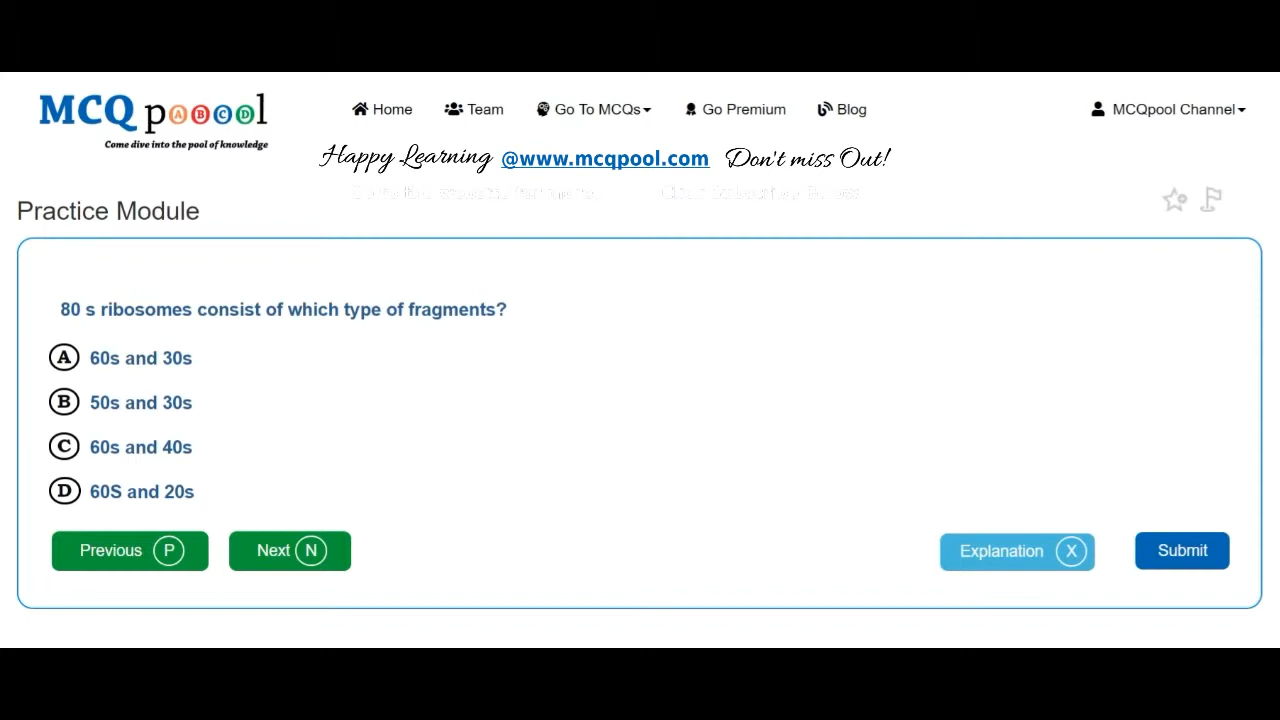 MCQ pooool
Come dive into the pool of knowledge
Home Team Go To MCQs Go Premium Blog MCQpool Channel
Happy Learning @www.mcqpool.com Don't miss Out!
Practice Module
80 s ribosomes consist of which type of fragments?
A 60s and 30s
B 50s and 30s
C 60s and 40s
D 60S and 20s
Previous P Next N Explanation X Submit